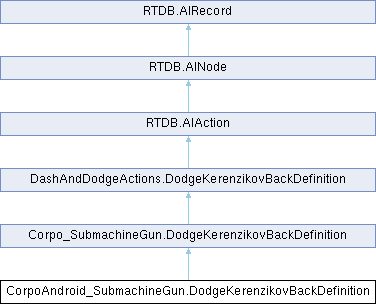 RTDB.AIRecord
RTDB.AINode
RTDB.AIAction
DashAndDodgeActions.DodgeKerenzikovBackDefinition
Corpo_SubmachineGun.DodgeKerenzikovBackDefinition
CorpoAndroid_SubmachineGun.DodgeKerenzikovBackDefinition